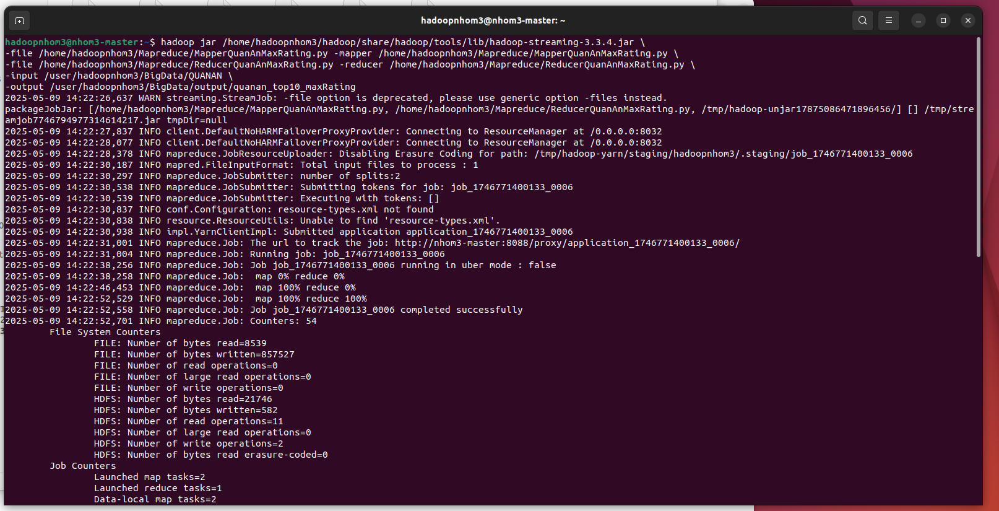 hadoopnhom3@nhom3-master: ~
hadoopnhom3@nhom3-master:~$ hadoop jar /home/hadoopnhom3/hadoop/share/hadoop/tools/lib/hadoop-streaming-3.3.4.jar \
-file /home/hadoopnhom3/Mapreduce/MapperQuanAnMaxRating.py -mapper /home/hadoopnhom3/Mapreduce/MapperQuanAnMaxRating.py \
-file /home/hadoopnhom3/Mapreduce/ReducerQuanAnMaxRating.py -reducer /home/hadoopnhom3/Mapreduce/ReducerQuanAnMaxRating.py \
-input /user/hadoopnhom3/BigData/QUANAN \
-output /user/hadoopnhom3/BigData/output/quanan_top10_maxRating
2025-05-09 14:22:26,637 WARN streaming.StreamJob: -file option is deprecated, please use generic option -files instead.
packageJobJar: [/home/hadoopnhom3/Mapreduce/MapperQuanAnMaxRating.py, /home/hadoopnhom3/Mapreduce/ReducerQuanAnMaxRating.py, /tmp/hadoop-unjar17875086471896456/] [] /tmp/stre
amjob7746794977314614217.jar tmpDir=null
2025-05-09 14:22:27,837 INFO client.DefaultNoHARMFailoverProxyProvider: Connecting to ResourceManager at /0.0.0.0:8032
2025-05-09 14:22:28,077 INFO client.DefaultNoHARMFailoverProxyProvider: Connecting to ResourceManager at /0.0.0.0:8032
2025-05-09 14:22:28,378 INFO mapreduce.JobResourceUploader: Disabling Erasure Coding for path: /tmp/hadoop-yarn/staging/hadoopnhom3/.staging/job_1746771400133_0006
2025-05-09 14:22:30,187 INFO mapred.FileInputFormat: Total input files to process : 1
2025-05-09 14:22:30,297 INFO mapreduce.JobSubmitter: number of splits:2
2025-05-09 14:22:30,538 INFO mapreduce.JobSubmitter: Submitting tokens for job: job_1746771400133_0006
2025-05-09 14:22:30,539 INFO mapreduce.JobSubmitter: Executing with tokens: []
2025-05-09 14:22:30,837 INFO conf.Configuration: resource-types.xml not found
2025-05-09 14:22:30,838 INFO resource.ResourceUtils: Unable to find 'resource-types.xml'.
2025-05-09 14:22:30,938 INFO impl.YarnClientImpl: Submitted application application_1746771400133_0006
2025-05-09 14:22:31,001 INFO mapreduce.Job: The url to track the job: http://nhom3-master:8088/proxy/application_1746771400133_0006/
2025-05-09 14:22:31,004 INFO mapreduce.Job: Running job: job_1746771400133_0006
2025-05-09 14:22:38,256 INFO mapreduce.Job: Job job_1746771400133_0006 running in uber mode : false
2025-05-09 14:22:38,258 INFO mapreduce.Job:  map 0% reduce 0%
2025-05-09 14:22:46,453 INFO mapreduce.Job:  map 100% reduce 0%
2025-05-09 14:22:52,529 INFO mapreduce.Job:  map 100% reduce 100%
2025-05-09 14:22:52,558 INFO mapreduce.Job: Job job_1746771400133_0006 completed successfully
2025-05-09 14:22:52,701 INFO mapreduce.Job: Counters: 54
File System Counters
FILE: Number of bytes read=8539
FILE: Number of bytes written=857527
FILE: Number of read operations=0
FILE: Number of large read operations=0
FILE: Number of write operations=0
HDFS: Number of bytes read=21746
HDFS: Number of bytes written=582
HDFS: Number of read operations=11
HDFS: Number of large read operations=0
HDFS: Number of write operations=2
HDFS: Number of bytes read erasure-coded=0
Job Counters
Launched map tasks=2
Launched reduce tasks=1
Data-local map tasks=2